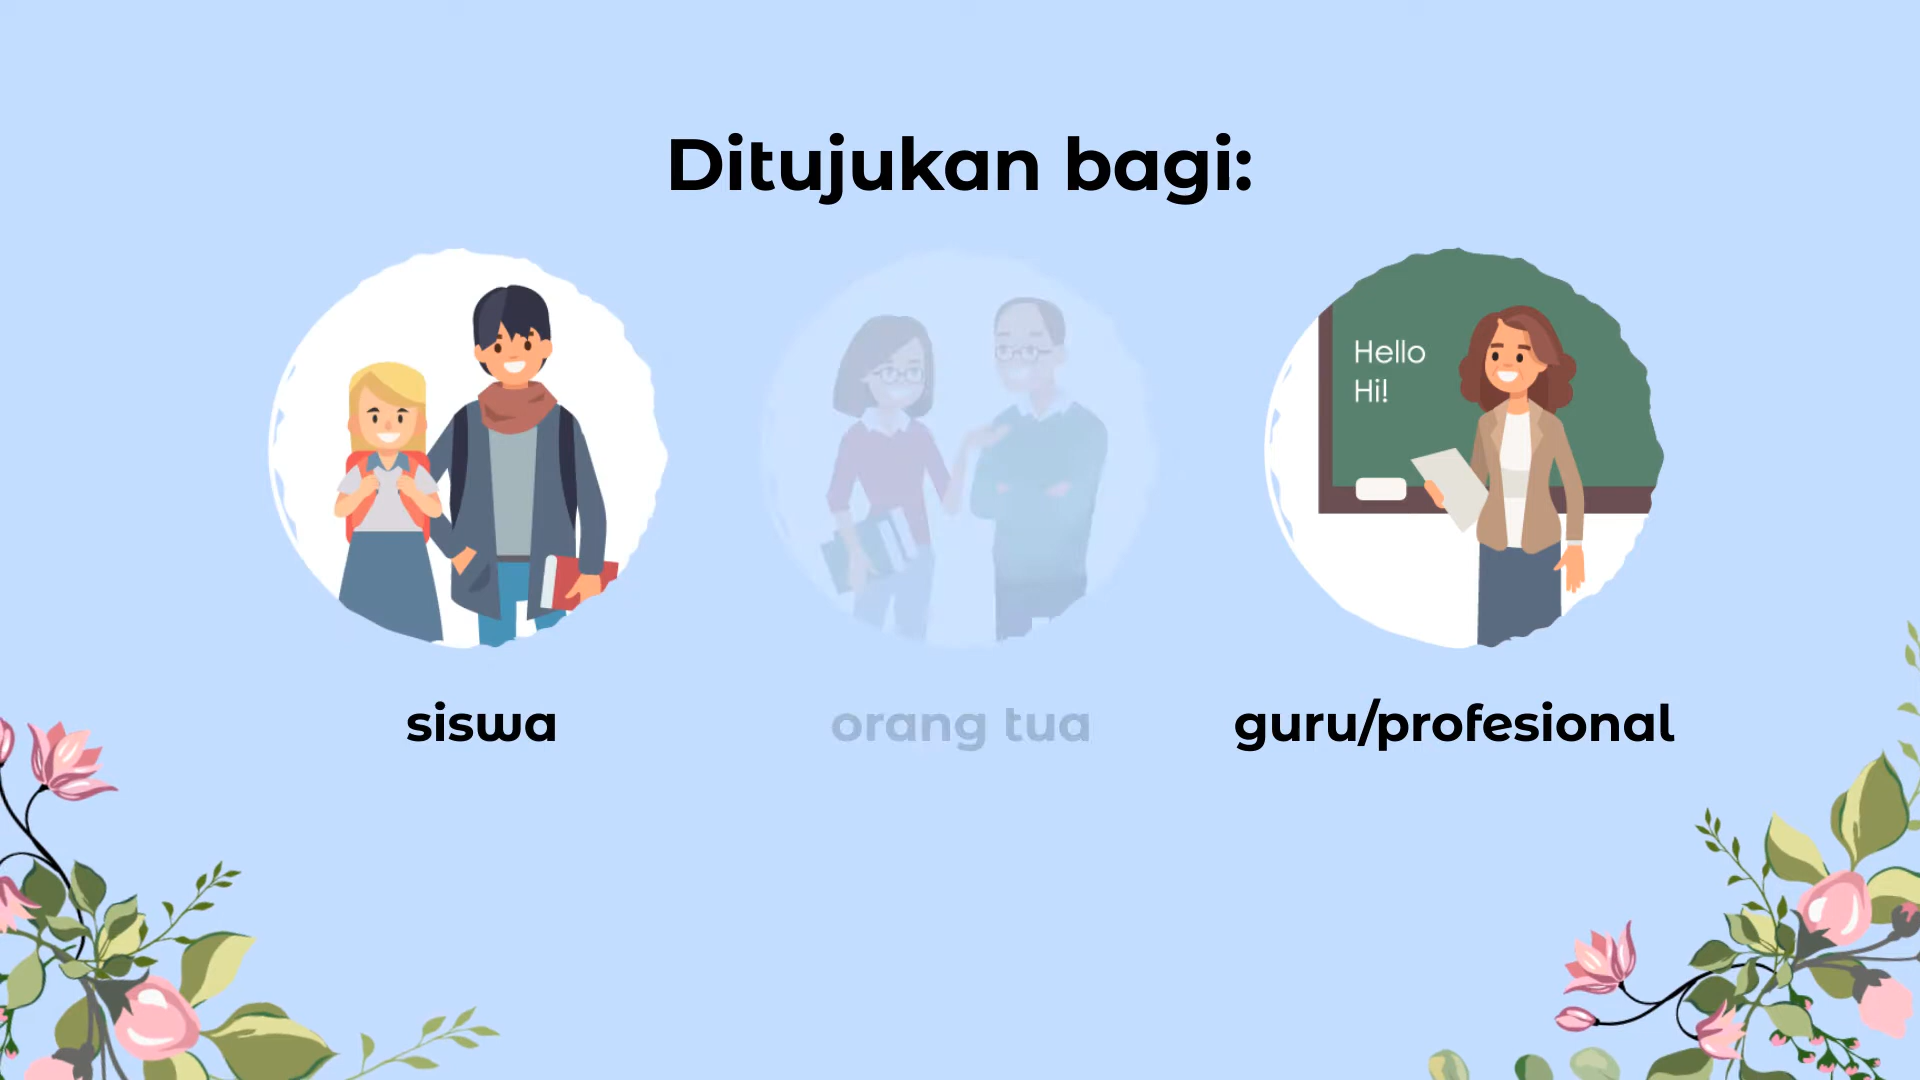 Ditujukan bagi:
Hello
Hi!
siswa
orang tua
guru/profesional